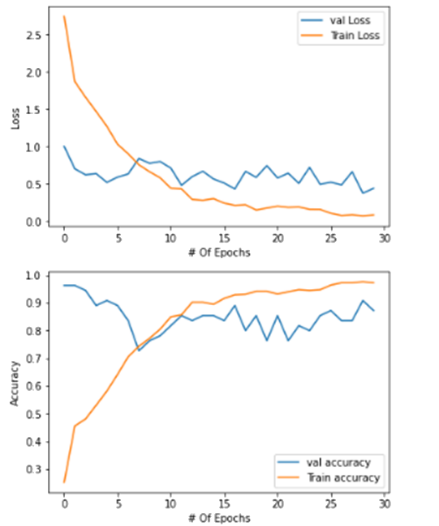 val Loss
Train Loss
2.5
2.0
1.5
1.0
0.5
0.0
Loss
0 5 10 15 20 25 30
# Of Epochs
1.0
0.9
0.8
0.7
0.6
0.5
0.4
0.3
Accuracy
val accuracy
Train accuracy
0 5 10 15 20 25 30
# Of Epochs